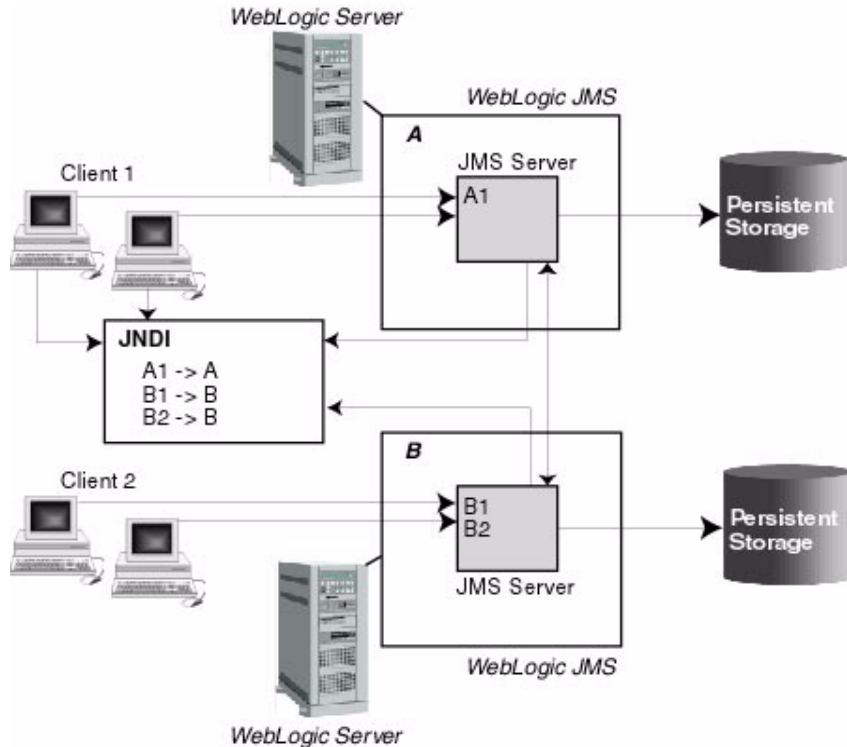 WebLogic Server
WebLogic JMS
A
JMS Server
Client 1
A1
Persistent
Storage
JNDI
A1 -> A
B1 -> B
B2 -> B
B
Client 2
B1
B2
Persistent
Storage
JMS Server
WebLogic JMS
WebLogic Server